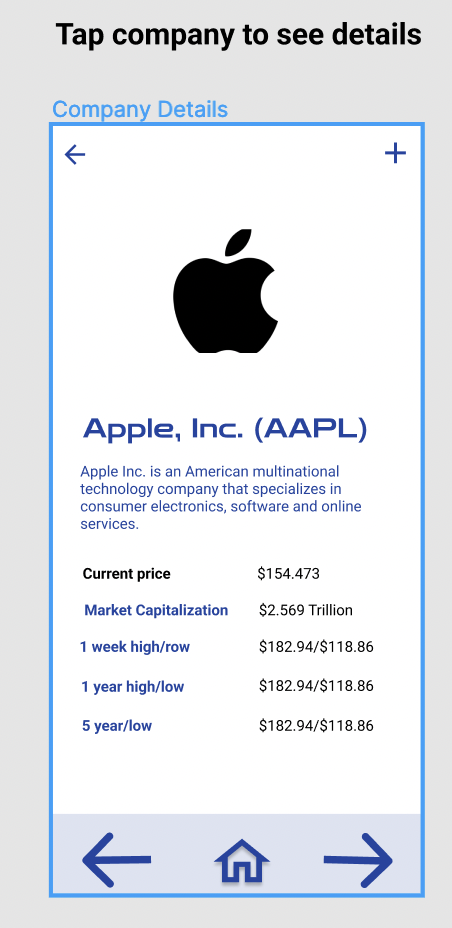 Tap company to see details
Company Details
Apple, Inc. (AAPL)
Apple Inc. is an American multinational
technology company that specializes in
consumer electronics, software and online
services.
Current price $154.473
Market Capitalization $2.569 Trillion
1 week high/row $182.94/$118.86
1 year high/low $182.94/$118.86
5 year/low $182.94/$118.86